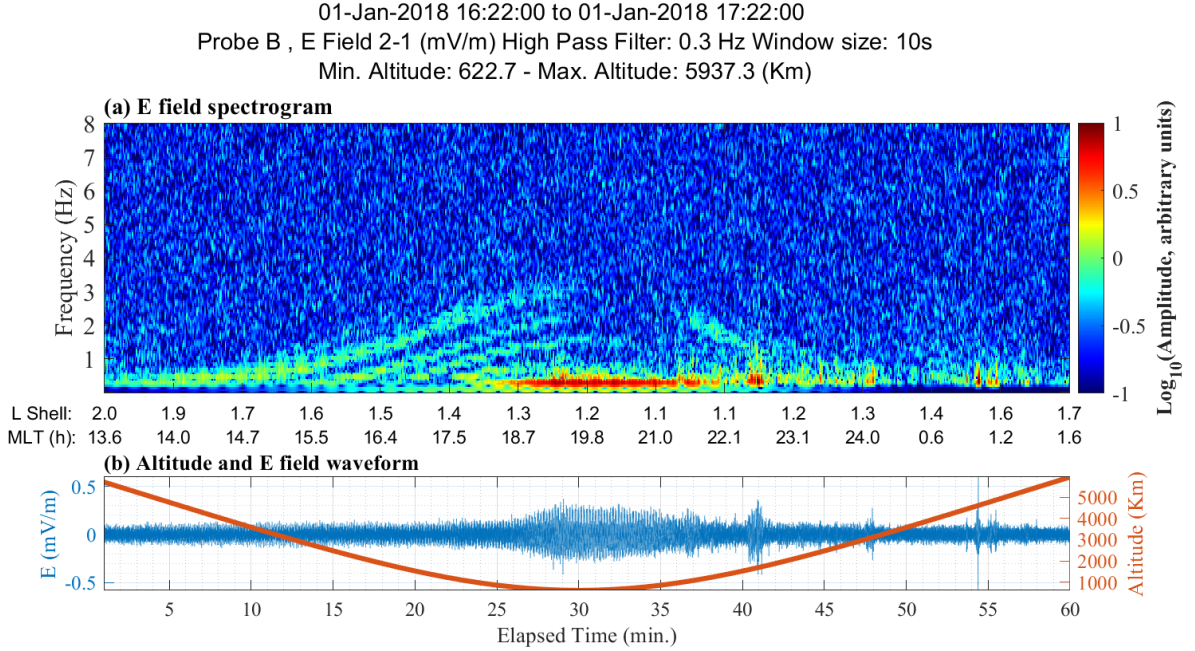 01-Jan-2018 16:22:00 to 01-Jan-2018 17:22:00
Probe B , E Field 2-1 (mV/m) High Pass Filter: 0.3 Hz Window size: 10s
Min. Altitude: 622.7 - Max. Altitude: 5937.3 (Km)
(a) E field spectrogram
8
7
6
5
4
3
2
1
Frequency (Hz)
1
0.5
0
-0.5
-1
Log10(Amplitude, arbitrary units)
L Shell: 2.0 1.9 1.7 1.6 1.5 1.4 1.3 1.2 1.1 1.1 1.2 1.3 1.4 1.6 1.7
MLT (h): 13.6 14.0 14.7 15.5 16.4 17.5 18.7 19.8 21.0 22.1 23.1 24.0 0.6 1.2 1.6
(b) Altitude and E field waveform
0.5
0
-0.5
E (mV/m)
5000
4000
3000
2000
1000
Altitude (Km)
5 10 15 20 25 30 35 40 45 50 55 60
Elapsed Time (min.)